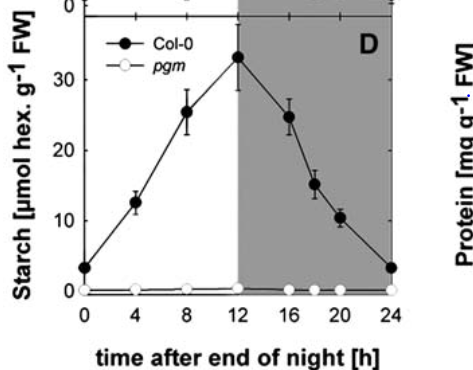 0
Col-0
pgm
D
30
20
10
0
Starch [µmol hex. g-1 FW]
0 4 8 12 16 20 24
time after end of night [h]
Protein [mg g-1 FW]